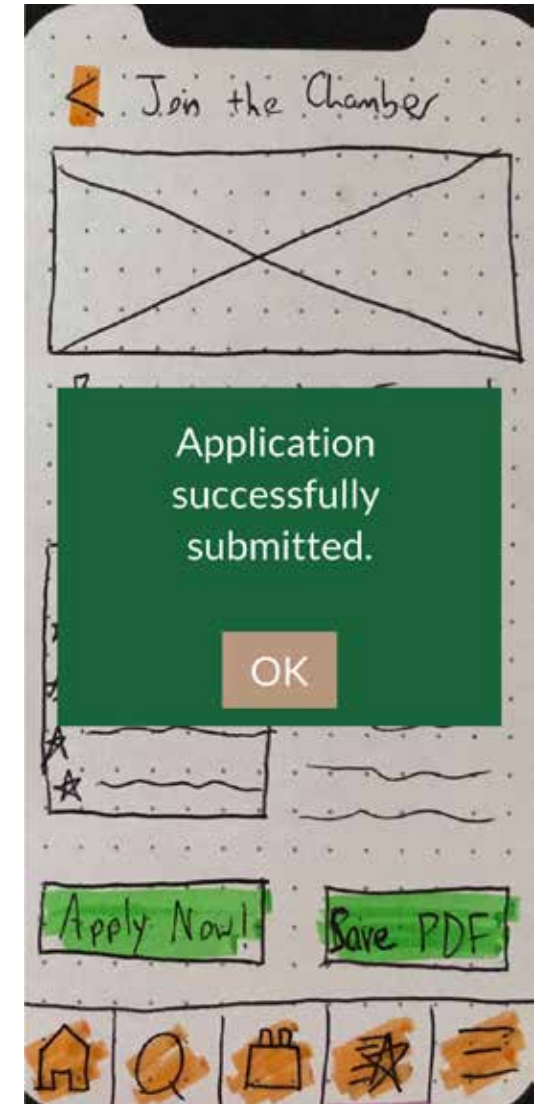 < Join the Chamber
Application
successfully
submitted.
OK
Apply Now!
Save PDF